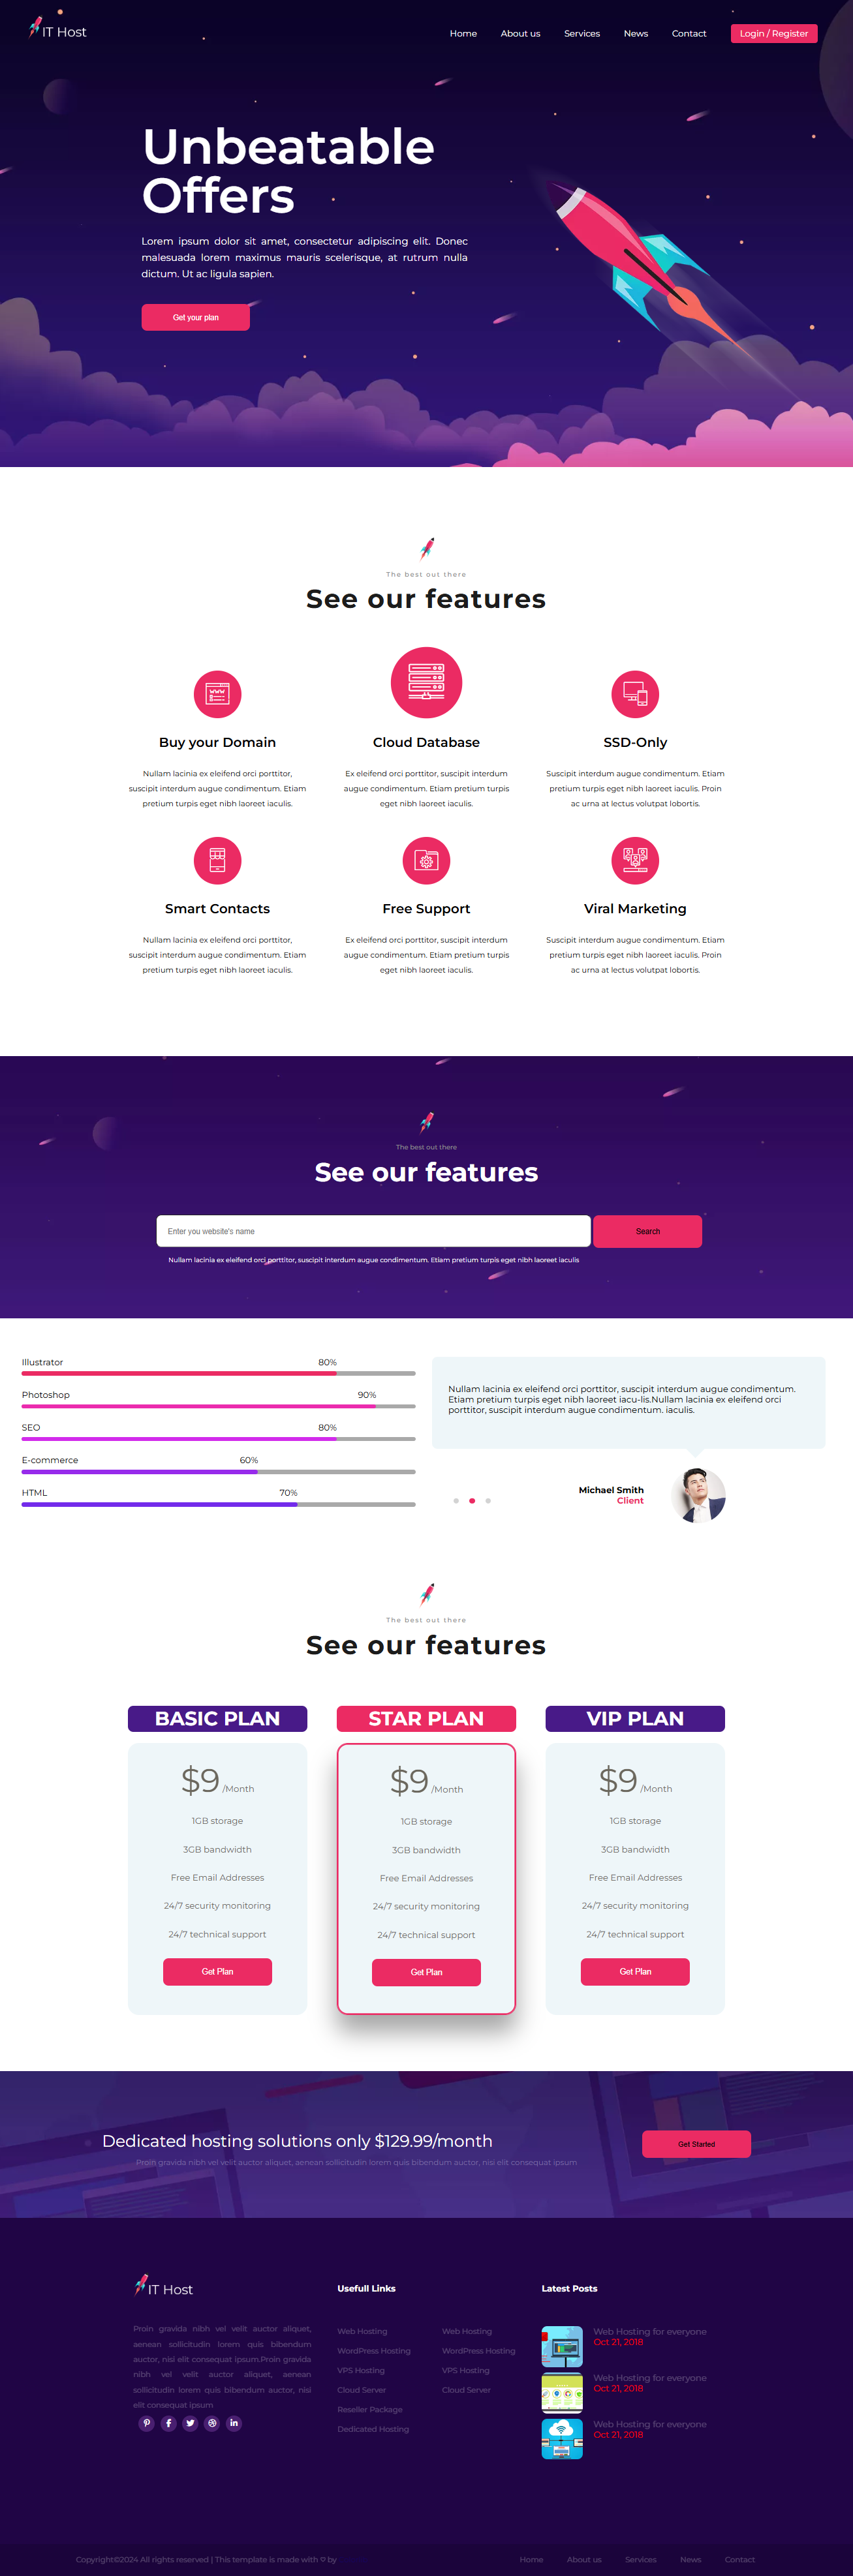 IT Host
Home About us Services News Contact Login / Register
Unbeatable
Offers
Lorem ipsum dolor sit amet, consectetur adipiscing elit. Donec
malesuada lorem maximus mauris scelerisque, at rutrum nulla
dictum. Ut ac ligula sapien.
Get your plan
The best out there
See our features
Buy your Domain
Nullam lacinia ex eleifend orci porttitor,
suscipit interdum augue condimentum. Etiam
pretium turpis eget nibh laoreet iaculis.
Cloud Database
Ex eleifend orci porttitor, suscipit interdum
augue condimentum. Etiam pretium turpis
eget nibh laoreet iaculis.
SSD-Only
Suscipit interdum augue condimentum. Etiam
pretium turpis eget nibh laoreet iaculis. Proin
ac urna at lectus volutpat lobortis.
Smart Contacts
Nullam lacinia ex eleifend orci porttitor,
suscipit interdum augue condimentum. Etiam
pretium turpis eget nibh laoreet iaculis.
Free Support
Ex eleifend orci porttitor, suscipit interdum
augue condimentum. Etiam pretium turpis
eget nibh laoreet iaculis.
Viral Marketing
Suscipit interdum augue condimentum. Etiam
pretium turpis eget nibh laoreet iaculis. Proin
ac urna at lectus volutpat lobortis.
The best out there
See our features
Enter you website's name
Search
Nullam lacinia ex eleifend orci porttitor, suscipit interdum augue condimentum. Etiam pretium turpis eget nibh laoreet iaculis
Illustrator 80%
Photoshop 90%
SEO 80%
E-commerce 60%
HTML 70%
Nullam lacinia ex eleifend orci porttitor, suscipit interdum augue condimentum.
Etiam pretium turpis eget nibh laoreet iacu-lis.Nullam lacinia ex eleifend orci
porttitor, suscipit interdum augue condimentum. iaculis.
Michael Smith
Client
The best out there
See our features
BASIC PLAN
$9 /Month
1GB storage
3GB bandwidth
Free Email Addresses
24/7 security monitoring
24/7 technical support
Get Plan
STAR PLAN
$9 /Month
1GB storage
3GB bandwidth
Free Email Addresses
24/7 security monitoring
24/7 technical support
Get Plan
VIP PLAN
$9 /Month
1GB storage
3GB bandwidth
Free Email Addresses
24/7 security monitoring
24/7 technical support
Get Plan
Dedicated hosting solutions only $129.99/month
Proin gravida nibh vel velit auctor aliquet, aenean sollicitudin lorem quis bibendum auctor, nisi elit consequat ipsum
Get Started
IT Host
Proin gravida nibh vel velit auctor aliquet,
aenean sollicitudin lorem quis bibendum
auctor, nisi elit consequat ipsum.Proin gravida
nibh vel velit auctor aliquet, aenean
sollicitudin lorem quis bibendum auctor, nisi
elit consequat ipsum
Usefull Links
Web Hosting
WordPress Hosting
VPS Hosting
Cloud Server
Reseller Package
Dedicated Hosting
Web Hosting
WordPress Hosting
VPS Hosting
Cloud Server
Latest Posts
Web Hosting for everyone
Oct 21, 2018
Web Hosting for everyone
Oct 21, 2018
Web Hosting for everyone
Oct 21, 2018
Copyright©2024 All rights reserved | This template is made with ♡ by
Home About us Services News Contact